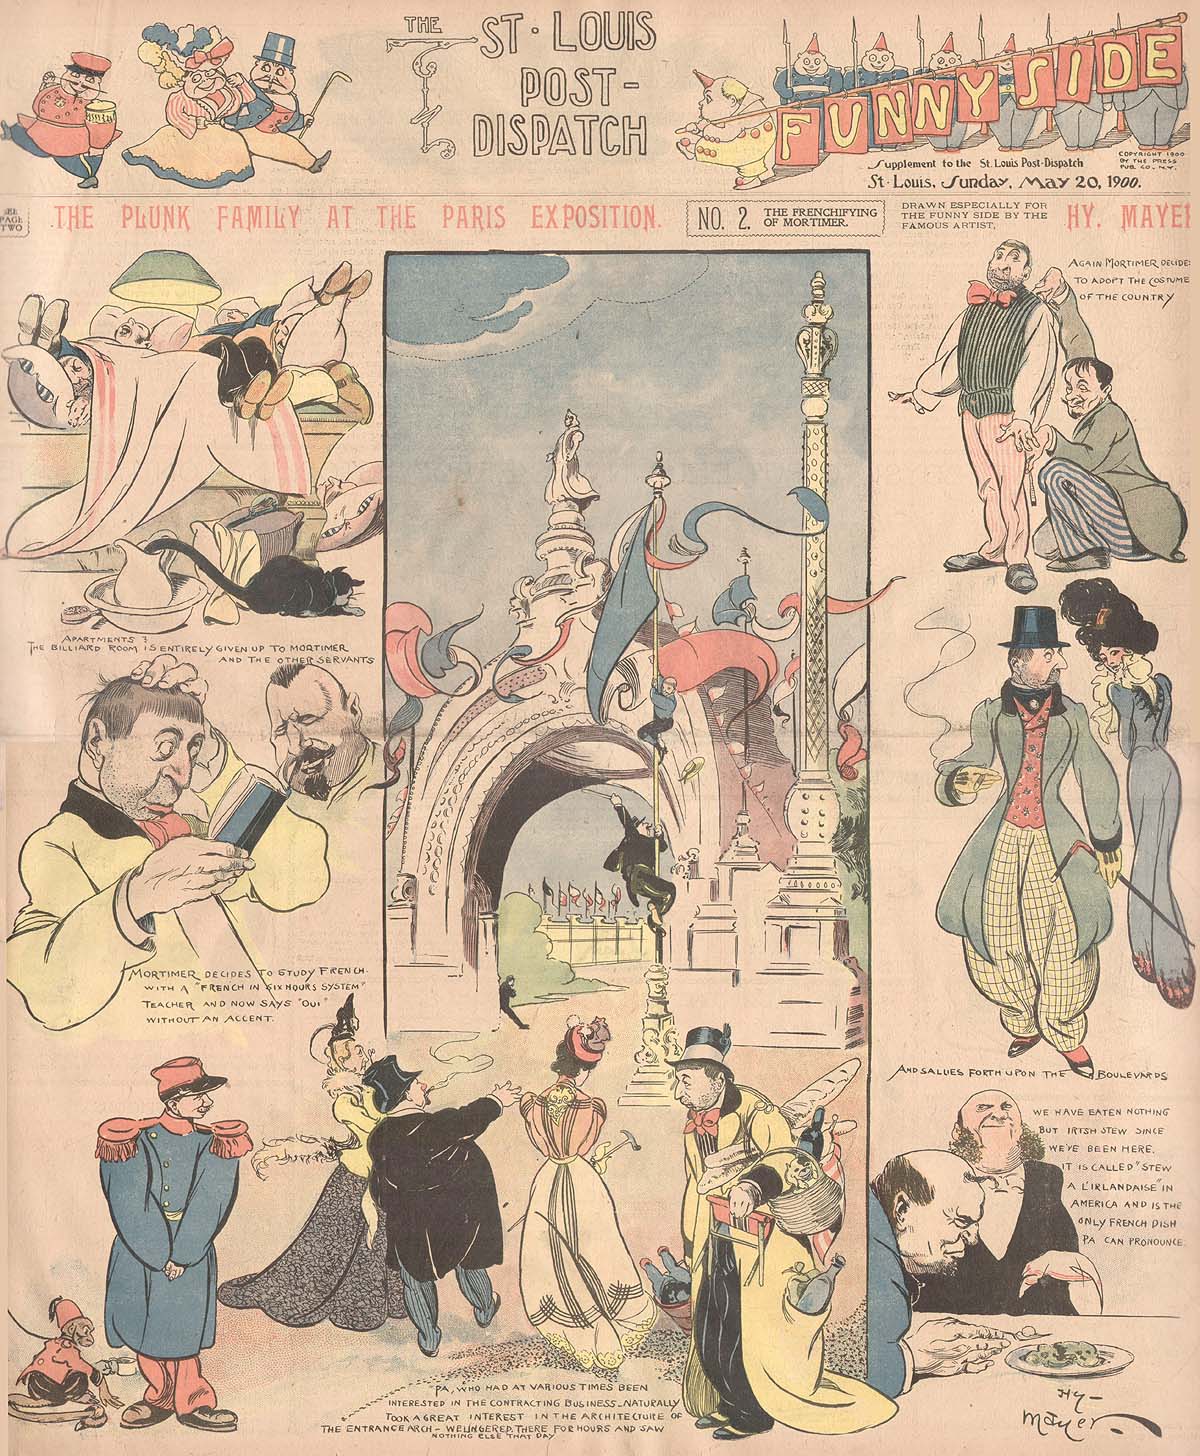 THE
ST. LOUIS
POST-
DISPATCH
FUNNY SIDE
Supplement to the St. Louis Post-Dispatch
COPYRIGHT 1900
BY THE PRESS
PUB. CO. N.Y.
St. Louis, Sunday, May 20, 1900.
PAGE
TWO
THE PLUNK FAMILY AT THE PARIS EXPOSITION.
NO. 2.
THE FRENCHIFYING
OF MORTIMER.
DRAWN ESPECIALLY FOR
THE FUNNY SIDE BY THE
FAMOUS ARTIST,
HY. MAYE
AGAIN MORTIMER DECIDE
TO ADOPT THE COSTUME
OF THE COUNTRY
APARTMENTS 3
THE BILLIARD ROOM IS ENTIRELY GIVEN UP TO MORTIMER
AND THE OTHER SERVANTS
MORTIMER DECIDES TO STUDY FRENCH
WITH A "FRENCH IN SIX HOURS SYSTEM"
TEACHER AND NOW SAYS "OUI"
WITHOUT AN ACCENT.
AND SALLIES FORTH UPON THE BOULEVARDS
WE HAVE EATEN NOTHING
BUT IRISH STEW SINCE
WE'VE BEEN HERE.
IT IS CALLED "STEW
A L'IRLANDAISE" IN
AMERICA AND IS THE
ONLY FRENCH DISH
PA CAN PRONOUNCE.
PA, WHO HAD AT VARIOUS TIMES BEEN
INTERESTED IN THE CONTRACTING BUSINESS - NATURALLY
TOOK A GREAT INTEREST IN THE ARCHITECTURE OF
THE ENTRANCE ARCH - WE LINGERED THERE FOR HOURS AND SAW
NOTHING ELSE THAT DAY
HY-
MAYER